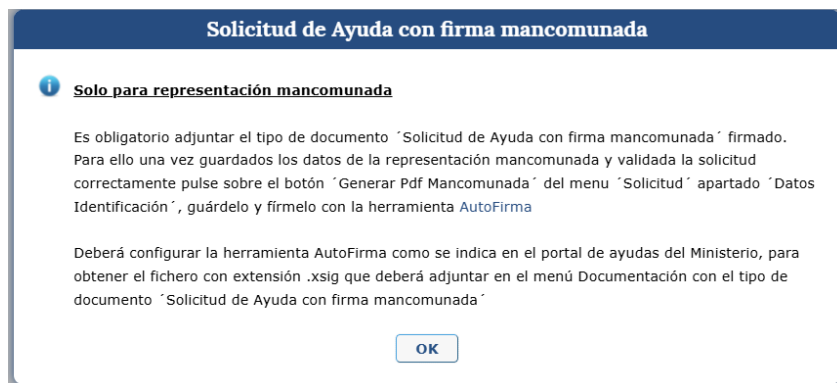 Solicitud de Ayuda con firma mancomunada
Solo para representación mancomunada
Es obligatorio adjuntar el tipo de documento ´Solicitud de Ayuda con firma mancomunada´ firmado.
Para ello una vez guardados los datos de la representación mancomunada y validada la solicitud
correctamente pulse sobre el botón ´Generar Pdf Mancomunada´ del menu ´Solicitud´ apartado ´Datos
Identificación´, guárdelo y fírmelo con la herramienta AutoFirma
Deberá configurar la herramienta AutoFirma como se indica en el portal de ayudas del Ministerio, para
obtener el fichero con extensión .xsig que deberá adjuntar en el menú Documentación con el tipo de
documento ´Solicitud de Ayuda con firma mancomunada´
OK